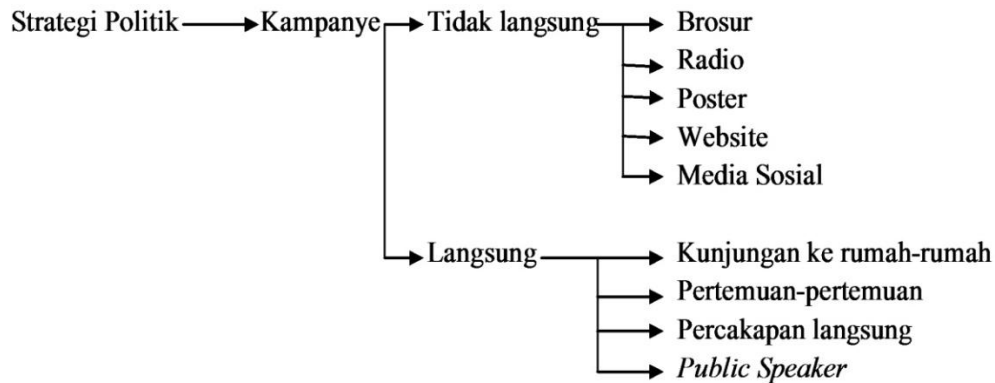 Strategi Politik Kampanye Tidak langsung Brosur
Radio
Poster
Website
Media Sosial
Langsung Kunjungan ke rumah-rumah
Pertemuan-pertemuan
Percakapan langsung
Public Speaker